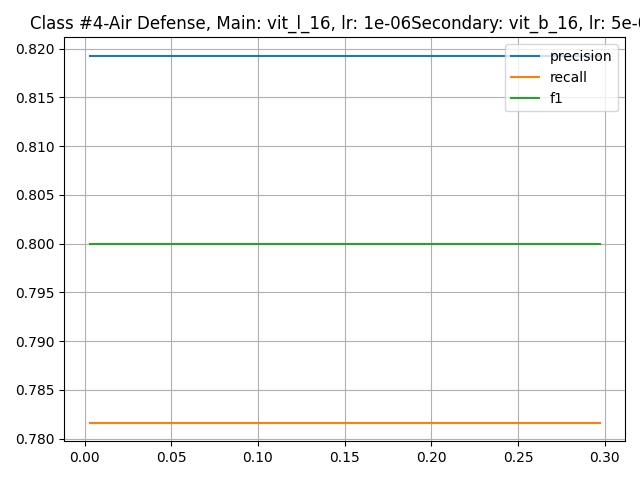 Class #4-Air Defense, Main: vit_l_16, lr: 1e-06Secondary: vit_b_16, lr: 5e-0
0.820
0.815
0.810
0.805
0.800
0.795
0.790
0.785
0.780
precision
recall
f1
0.00 0.05 0.10 0.15 0.20 0.25 0.30